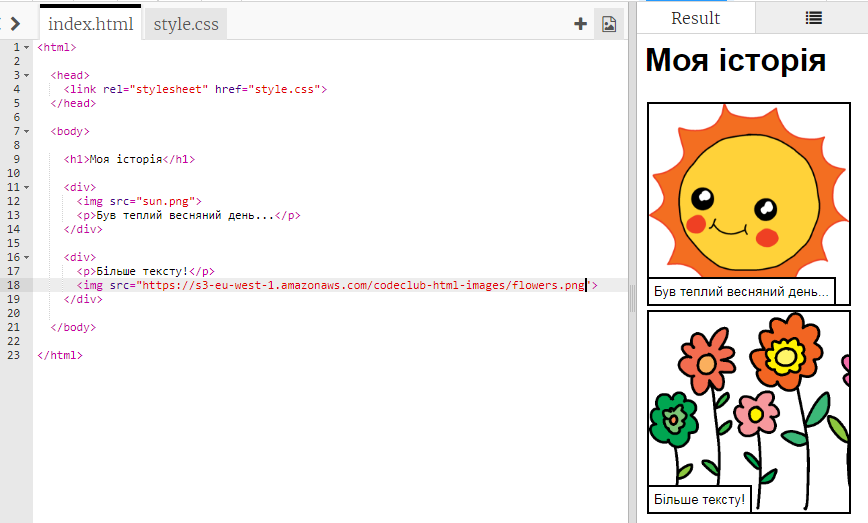 index.html
style.css
1 <html>
2
3 <head>
4 <link rel="stylesheet" href="style.css">
5 </head>
6
7 <body>
8
9 <h1>Моя історія</h1>
10
11 <div>
12 <img src="sun.png">
13 <p>Був теплий весняний день...</p>
14 </div>
15
16 <div>
17 <p>Більше тексту!</p>
18 <img src="https://s3-eu-west-1.amazonaws.com/codeclub-html-images/flowers.png">
19 </div>
20
21 </body>
22
23 </html>
Result
Моя історія
Був теплий весняний день...
Більше тексту!